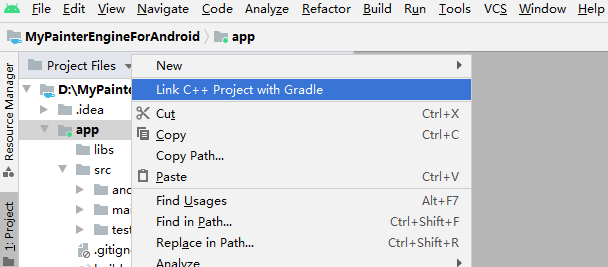 File Edit View Navigate Code Analyze Refactor Build Run Tools VCS Window Help
MyPainterEngineForAndroid app
Resource Manager
1: Project
Project Files
D:\MyPainte
.idea
app
libs
src
and
mai
test
.gitign
New
Link C++ Project with Gradle
Cut Ctrl+X
Copy Ctrl+C
Copy Path...
Paste Ctrl+V
Find Usages Alt+F7
Find in Path... Ctrl+Shift+F
Replace in Path... Ctrl+Shift+R
Analyze